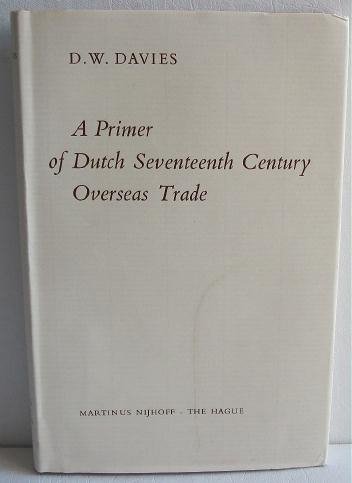 D.W. DAVIES
A Primer
of Dutch Seventeenth Century
Overseas Trade
MARTINUS NIJHOFF - THE HAGUE